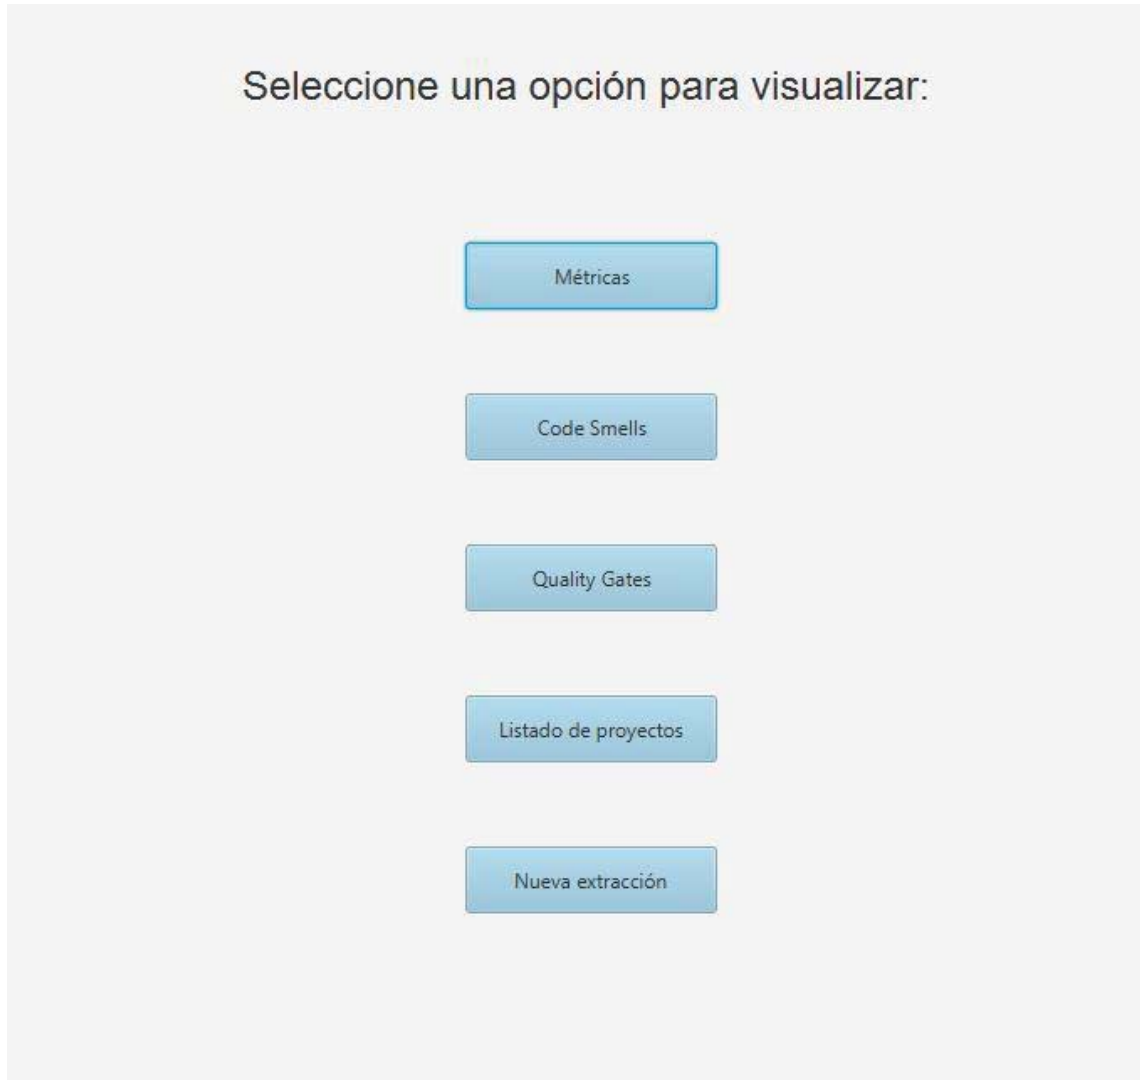 Seleccione una opción para visualizar:
Métricas
Code Smells
Quality Gates
Listado de proyectos
Nueva extracción